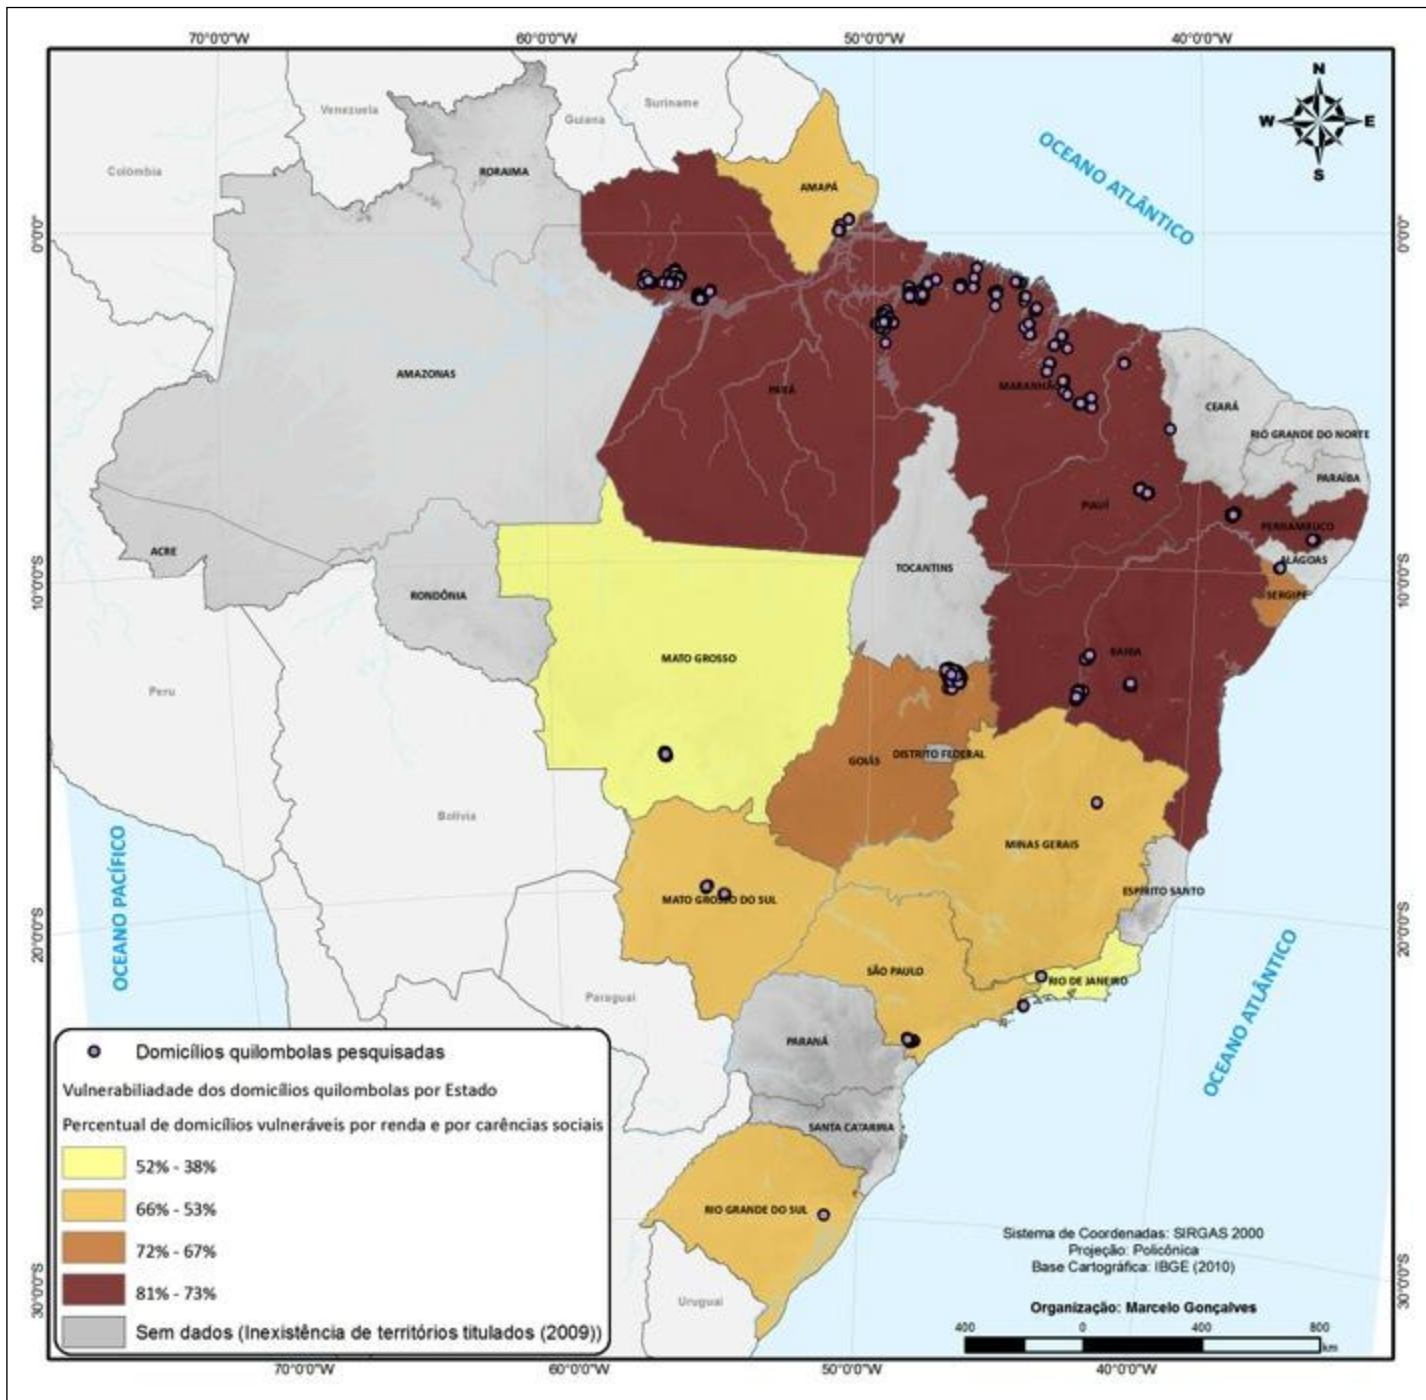 70°0'0"W
60°0'0"W
50°0'0"W
40°0'0"W
N
W
E
S
Venezuela
Suriname
Guiana
Colômbia
OCEANO ATLÂNTICO
RORAIMA
AMAPÁ
0°0'0"
0°0'0"
AMAZONAS
PARÁ
MARANHÃO
CEARÁ
RIO GRANDE DO NORTE
PARAÍBA
PIAUÍ
PERNAMBUCO
ACRE
ALAGOAS
TOCANTINS
10°0'0"S
10°0'0"S
RONDÔNIA
SERGIPE
MATO GROSSO
BAHIA
Peru
DISTRITO FEDERAL
GOIÁS
Bolívia
MINAS GERAIS
OCEANO PACÍFICO
ESPÍRITO SANTO
MATO GROSSO DO SUL
20°0'0"S
20°0'0"S
SÃO PAULO
RIO DE JANEIRO
Paraguai
OCEANO ATLÂNTICO
PARANÁ
SANTA CATARINA
RIO GRANDE DO SUL
Uruguai
30°0'0"S
30°0'0"S
Domicílios quilombolas pesquisadas
Vulnerabiliadade dos domicílios quilombolas por Estado
Percentual de domicílios vulneráveis por renda e por carências sociais
52% - 38%
66% - 53%
72% - 67%
81% - 73%
Sem dados (Inexistência de territórios titulados (2009))
Sistema de Coordenadas: SIRGAS 2000
Projeção: Policônica
Base Cartográfica: IBGE (2010)
Organização: Marcelo Gonçalves
400
0
400
800
km
70°0'0"W
60°0'0"W
50°0'0"W
40°0'0"W